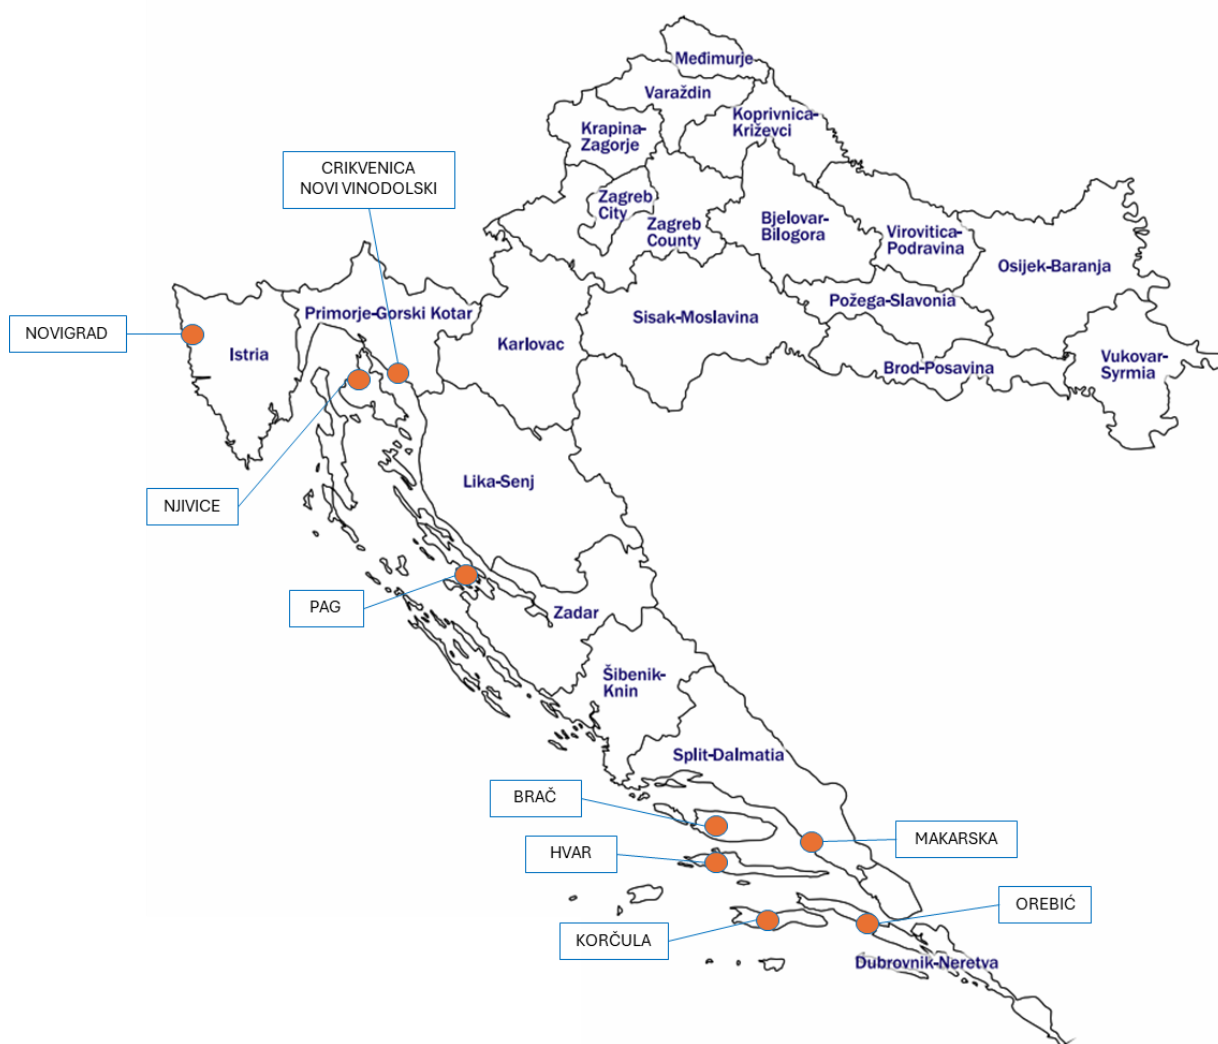 Međimurje
Varaždin
Koprivnica-
Križevci
Krapina-
Zagorje
CRIKVENICA
NOVI VINODOLSKI
Zagreb
City
Zagreb
County
Bjelovar-
Bilogora
Virovitica-
Podravina
Osijek-Baranja
Požega-Slavonia
Primorje-Gorski Kotar
Sisak-Moslavina
NOVIGRAD
Istria
Karlovac
Brod-Posavina
Vukovar-
Syrmia
Lika-Senj
NJIVICE
PAG
Zadar
Šibenik-
Knin
Split-Dalmatia
BRAČ
MAKARSKA
HVAR
OREBIĆ
KORČULA
Dubrovnik-Neretva